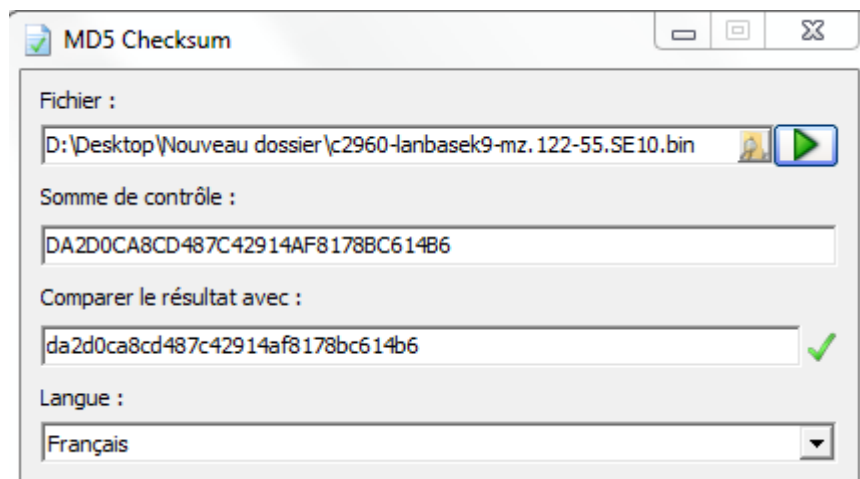 MD5 Checksum
Fichier :
D:\Desktop\Nouveau dossier\c2960-lanbasek9-mz.122-55.SE10.bin
Somme de contrôle :
DA2D0CA8CD487C42914AF8178BC614B6
Comparer le résultat avec :
da2d0ca8cd487c42914af8178bc614b6
Langue :
Français